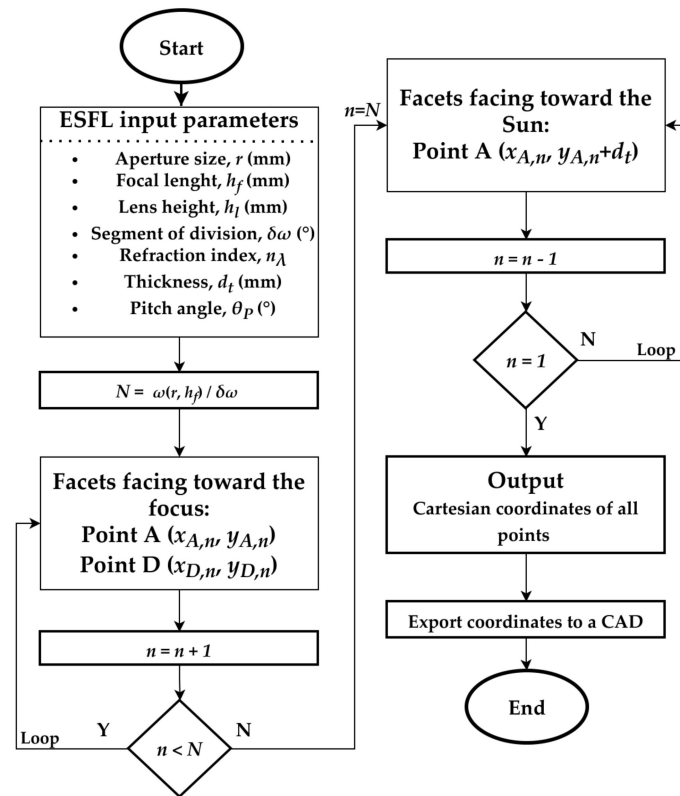 Start
ESFL input parameters
• Aperture size, r (mm)
• Focal lenght, h_f (mm)
• Lens height, h_l (mm)
• Segment of division, δω (°)
• Refraction index, n_λ
• Thickness, d_t (mm)
• Pitch angle, θ_P (°)
N = ω(r, h_f) / δω
Facets facing toward the
focus:
Point A (x_A,n, y_A,n)
Point D (x_D,n, y_D,n)
n = n + 1
n < N
Y
N
Loop
n=N
Facets facing toward the
Sun:
Point A (x_A,n, y_A,n+d_t)
n = n - 1
n = 1
N
Loop
Y
Output
Cartesian coordinates of all
points
Export coordinates to a CAD
End